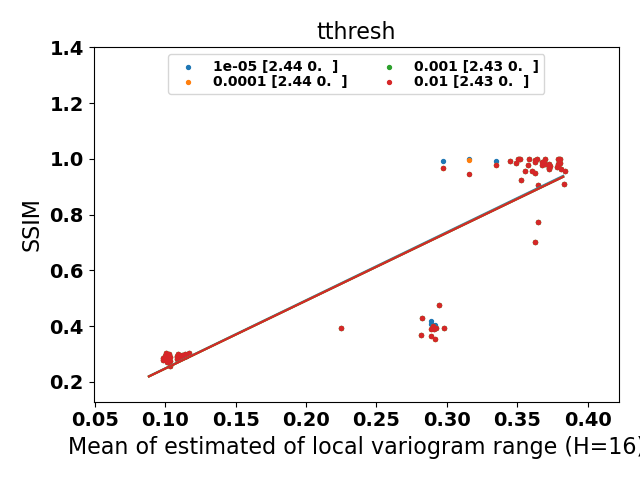 tthresh
1e-05 [2.44 0.  ]
0.0001 [2.44 0.  ]
0.001 [2.43 0.  ]
0.01 [2.43 0.  ]
SSIM
1.4
1.2
1.0
0.8
0.6
0.4
0.2
0.05 0.10 0.15 0.20 0.25 0.30 0.35 0.40
Mean of estimated of local variogram range (H=16)